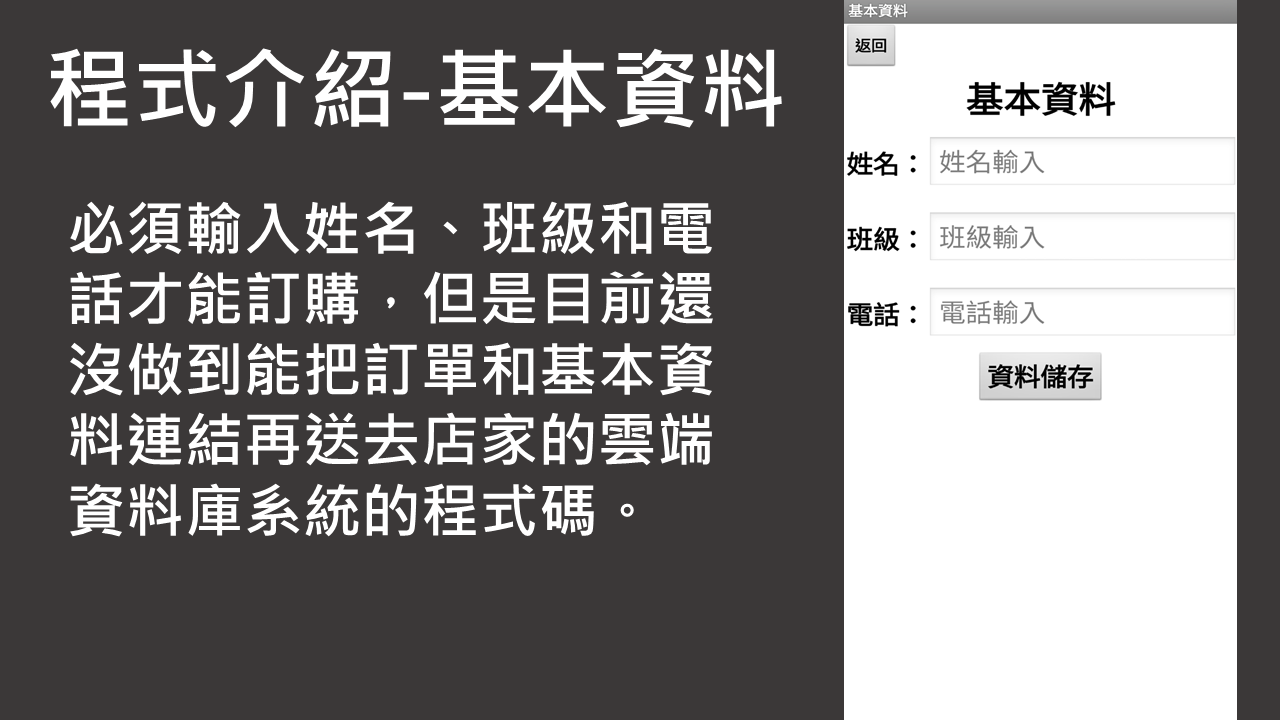 程式介紹-基本資料
必須輸入姓名、班級和電
話才能訂購，但是目前還
沒做到能把訂單和基本資
料連結再送去店家的雲端
資料庫系統的程式碼。
基本資料
返回
基本資料
姓名： 姓名輸入
班級： 班級輸入
電話： 電話輸入
資料儲存